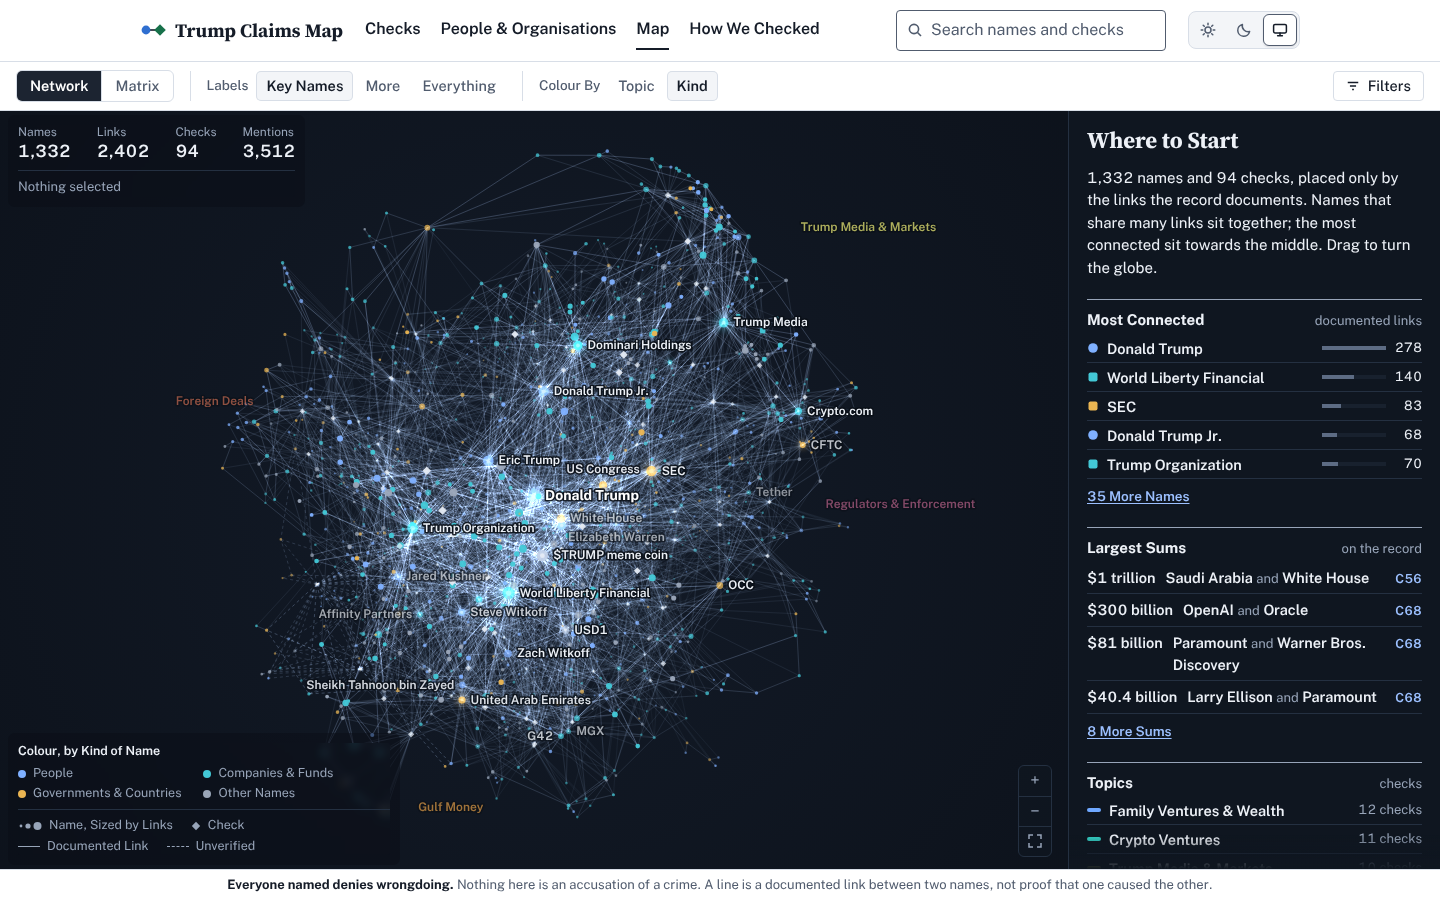 Trump Claims Map
Checks
People & Organisations
Map
How We Checked
Search names and checks
Network
Matrix
Labels
Key Names
More
Everything
Colour By
Topic
Kind
Filters
Names
Links
Checks
Mentions
1,332
2,402
94
3,512
Nothing selected
Trump Media & Markets
Trump Media
Dominari Holdings
Donald Trump Jr.
Foreign Deals
Crypto.com
CFTC
Eric Trump
US Congress
SEC
Donald Trump
Tether
Regulators & Enforcement
White House
Trump Organization
Elizabeth Warren
$TRUMP meme coin
Jared Kushner
OCC
World Liberty Financial
Affinity Partners
Steve Witkoff
USD1
Zach Witkoff
Sheikh Tahnoon bin Zayed
United Arab Emirates
G42
MGX
Gulf Money
Colour, by Kind of Name
People
Companies & Funds
Governments & Countries
Other Names
Name, Sized by Links
Check
Documented Link
Unverified
Where to Start
1,332 names and 94 checks, placed only by
the links the record documents. Names that
share many links sit together; the most
connected sit towards the middle. Drag to turn
the globe.
Most Connected
documented links
Donald Trump
278
World Liberty Financial
140
SEC
83
Donald Trump Jr.
68
Trump Organization
70
35 More Names
Largest Sums
on the record
$1 trillion Saudi Arabia and White House C56
$300 billion OpenAI and Oracle C68
$81 billion Paramount and Warner Bros. C68
Discovery
$40.4 billion Larry Ellison and Paramount C68
8 More Sums
Topics
checks
Family Ventures & Wealth
12 checks
Crypto Ventures
11 checks
Trump Media & Markets
Everyone named denies wrongdoing. Nothing here is an accusation of a crime. A line is a documented link between two names, not proof that one caused the other.